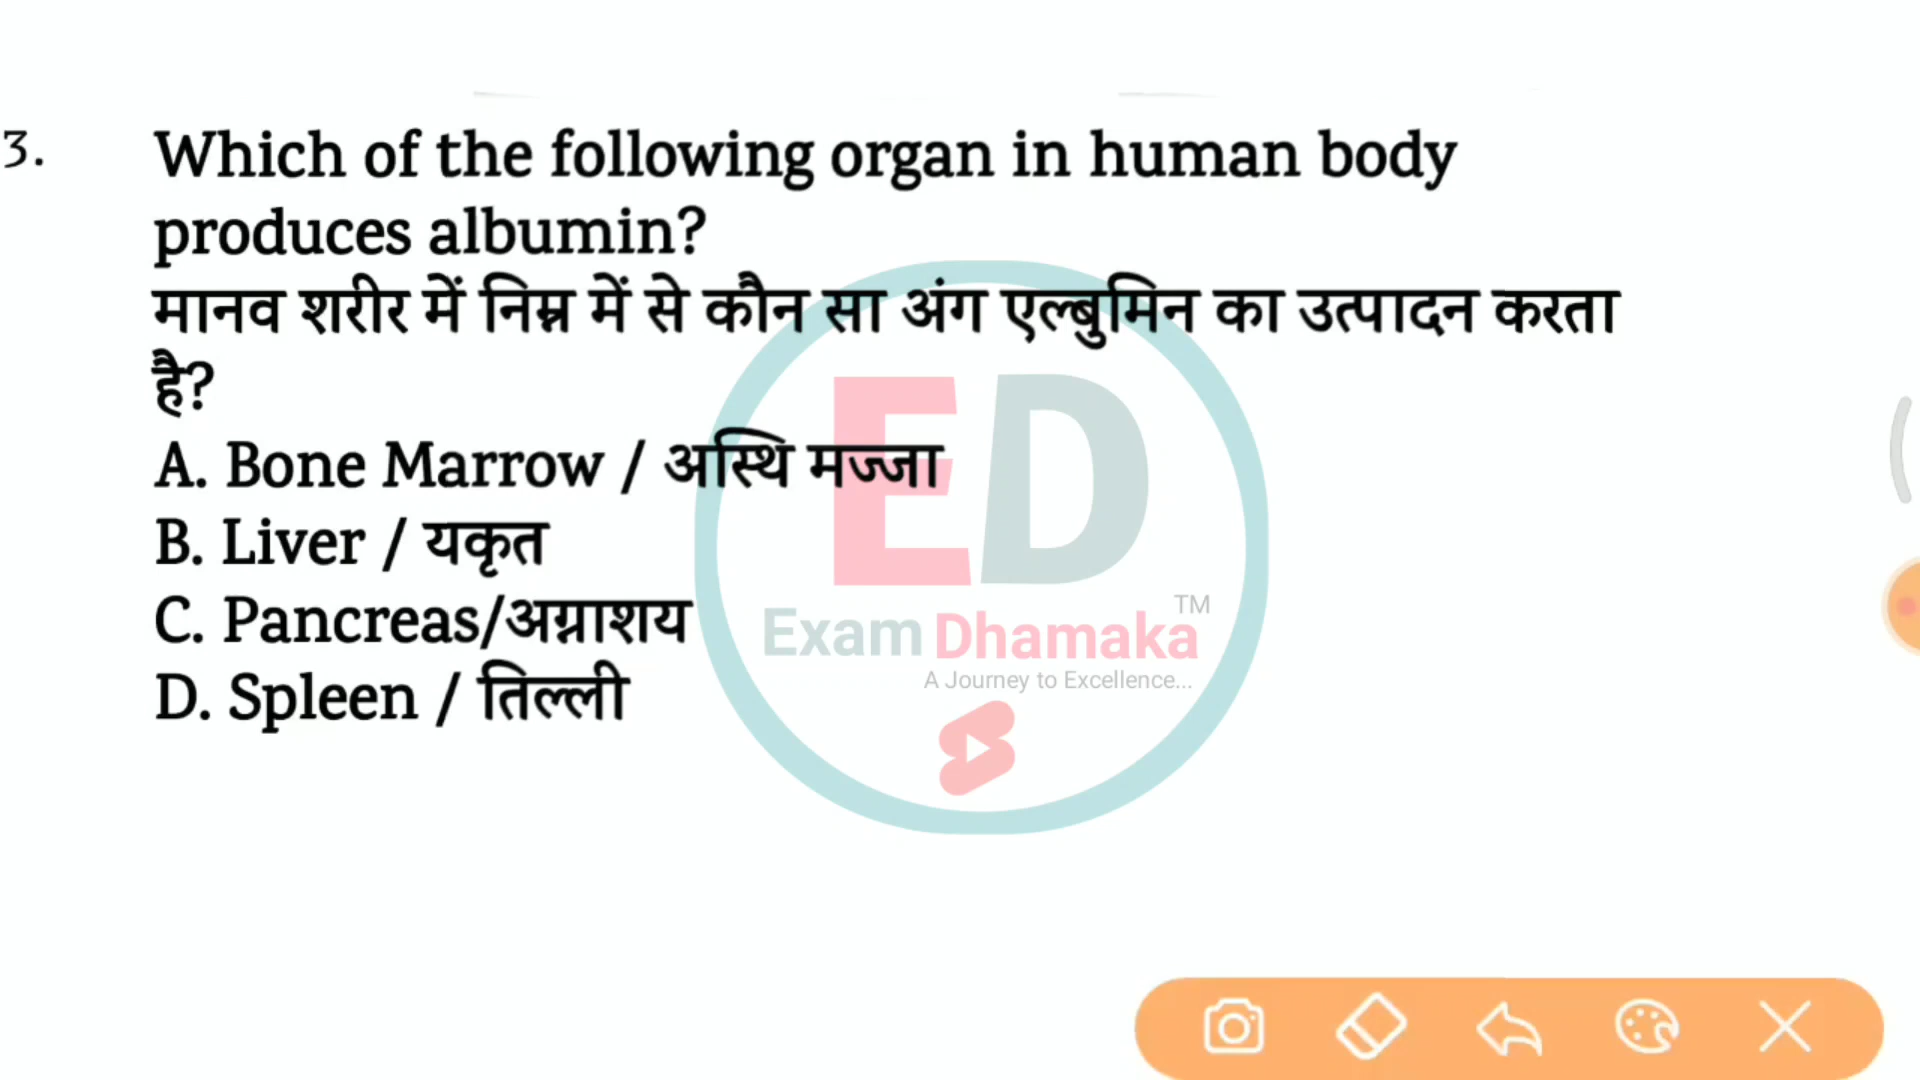 3. Which of the following organ in human body
produces albumin?
मानव शरीर में निम्न में से कौन सा अंग एल्बुमिन का उत्पादन करता
है?
A. Bone Marrow / अस्थि मज्जा
B. Liver / यकृत
C. Pancreas/अग्नाशय
D. Spleen / तिल्ली
ED
Exam Dhamaka TM
A Journey to Excellence...